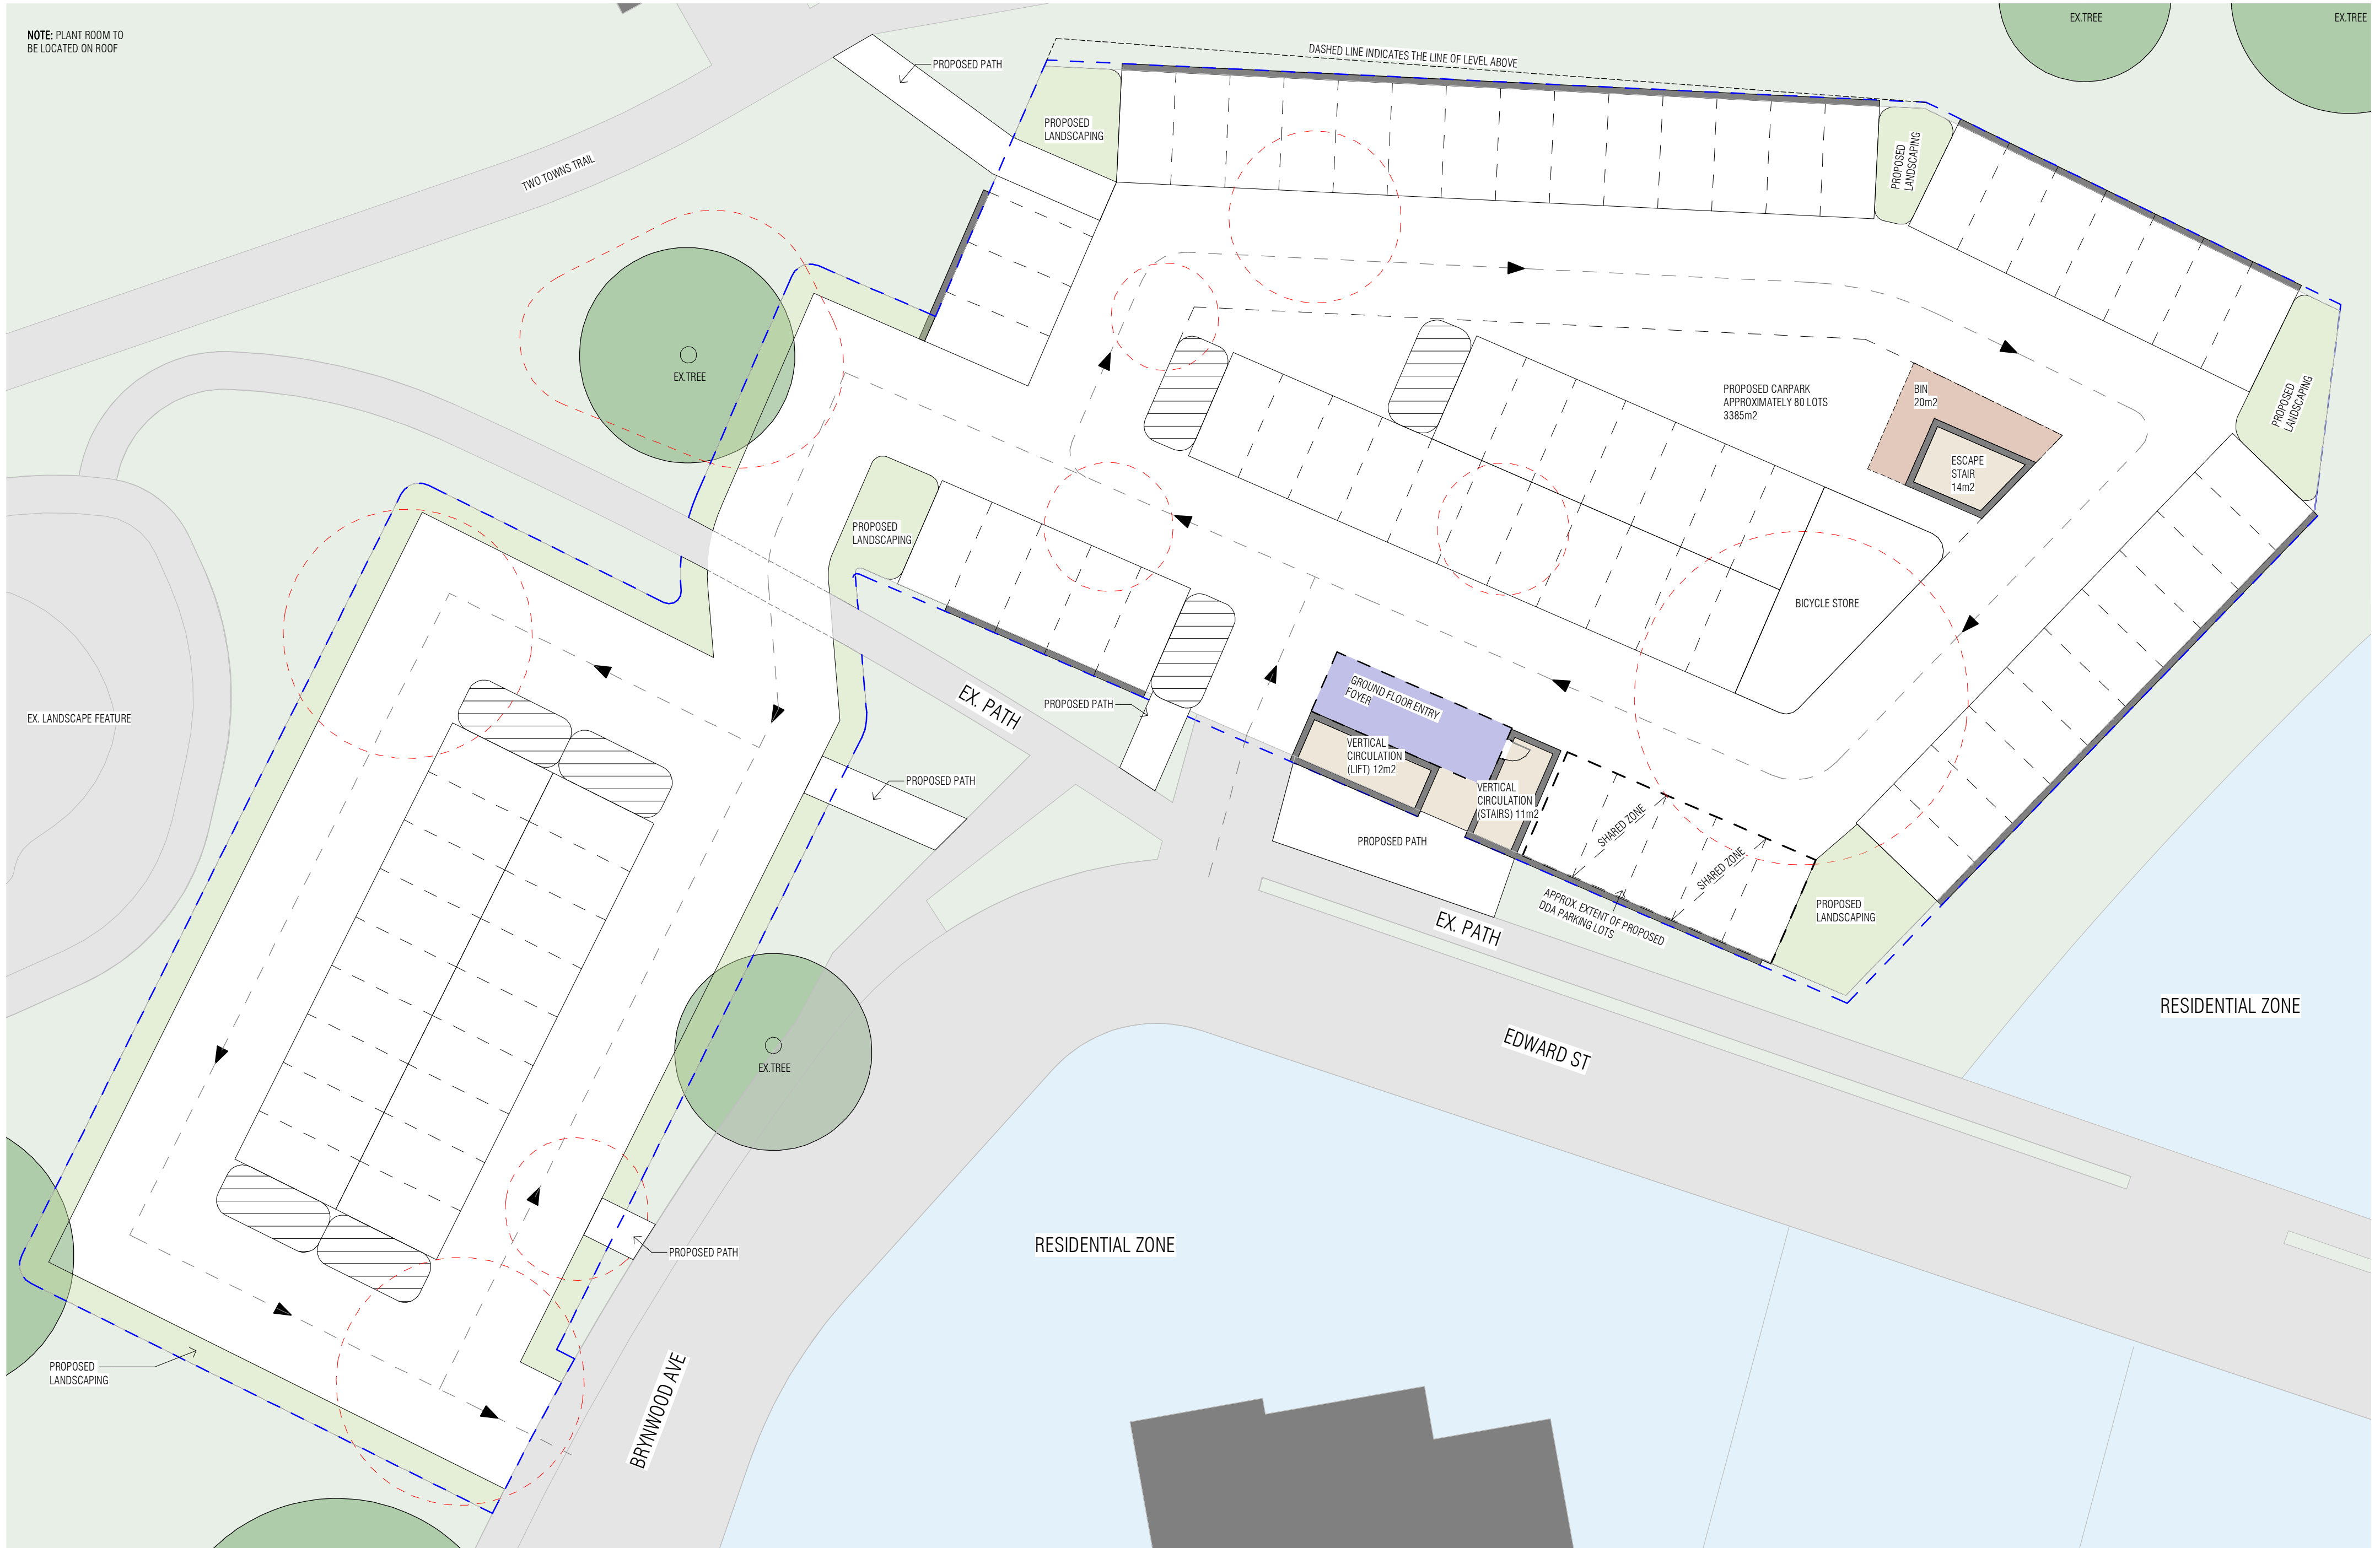 NOTE: PLANT ROOM TO
BE LOCATED ON ROOF
EX.TREE
EX.TREE
DASHED LINE INDICATES THE LINE OF LEVEL ABOVE
PROPOSED PATH
PROPOSED
LANDSCAPING
PROPOSED
LANDSCAPING
TWO TOWNS TRAIL
EX.TREE
PROPOSED CARPARK
APPROXIMATELY 80 LOTS
3385m2
BIN
20m2
PROPOSED
LANDSCAPING
ESCAPE
STAIR
14m2
PROPOSED
LANDSCAPING
BICYCLE STORE
EX. LANDSCAPE FEATURE
EX. PATH
PROPOSED PATH
GROUND FLOOR ENTRY
FOYER
VERTICAL
CIRCULATION
(LIFT) 12m2
VERTICAL
CIRCULATION
(STAIRS) 11m2
PROPOSED PATH
SHARED ZONE
SHARED ZONE
PROPOSED PATH
APPROX. EXTENT OF PROPOSED
DDA PARKING LOTS
PROPOSED
LANDSCAPING
EX. PATH
RESIDENTIAL ZONE
EDWARD ST
EX.TREE
RESIDENTIAL ZONE
PROPOSED PATH
PROPOSED
LANDSCAPING
BRYNWOOD AVE